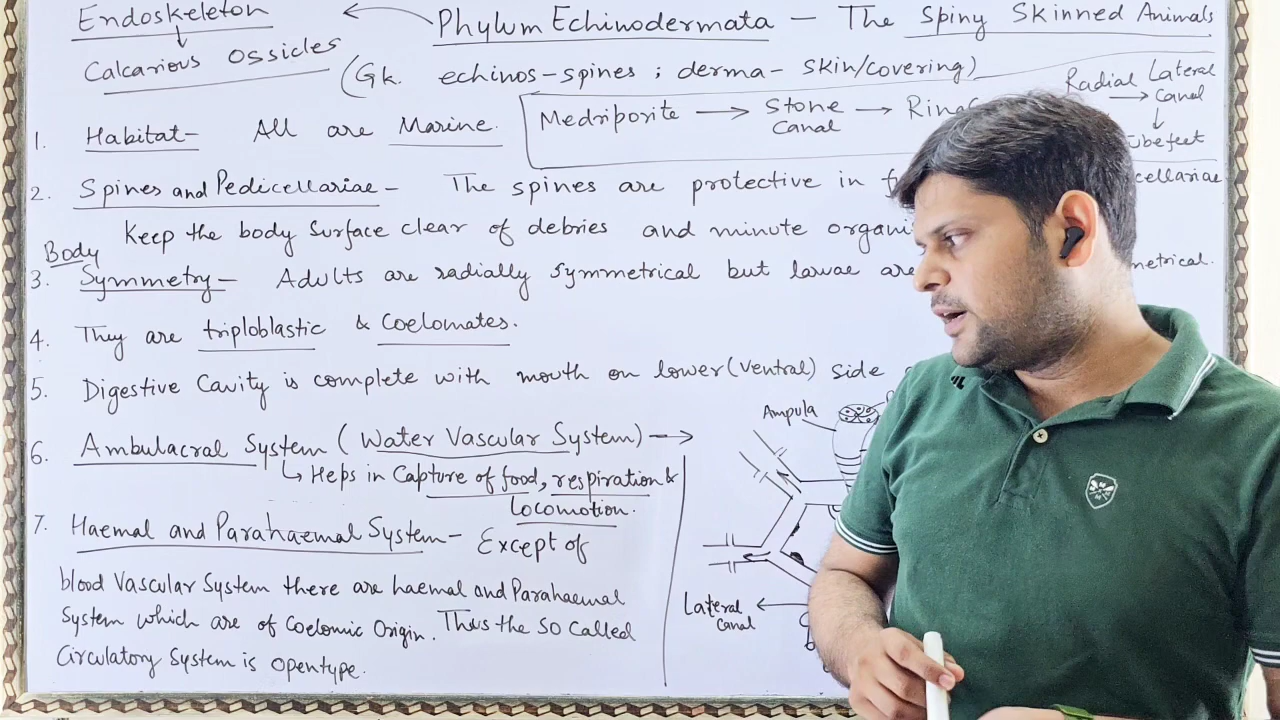 Endoskeleton
Phylum Echinodermata - The Spiny Skinned Animals
Calcarious Ossicles
(Gk. echinos-spines ; derma- skin/covering)
Radial Lateral canal
Medriporite → Stone Canal →
1. Habitat- All are Marine.
2. Spines and Pedicellariae - The spines are protective in
Keep the body surface clear of debries and minute
Body
3. Symmetry - Adults are radially symmetrical but larvae are
4. They are triploblastic & Coelomates.
5. Digestive Cavity is complete with mouth on lower (ventral) side
Ampula
6. Ambulacral System (Water Vascular System) →
↳ Heps in Capture of food, respiration &
locomotion.
7. Haemal and Parahaemal System - Except of
blood Vascular System there are haemal and Parahaemal
System which are of Coelomic Origin. Thus the so called
Circulatory System is opentype.
Lateral canal